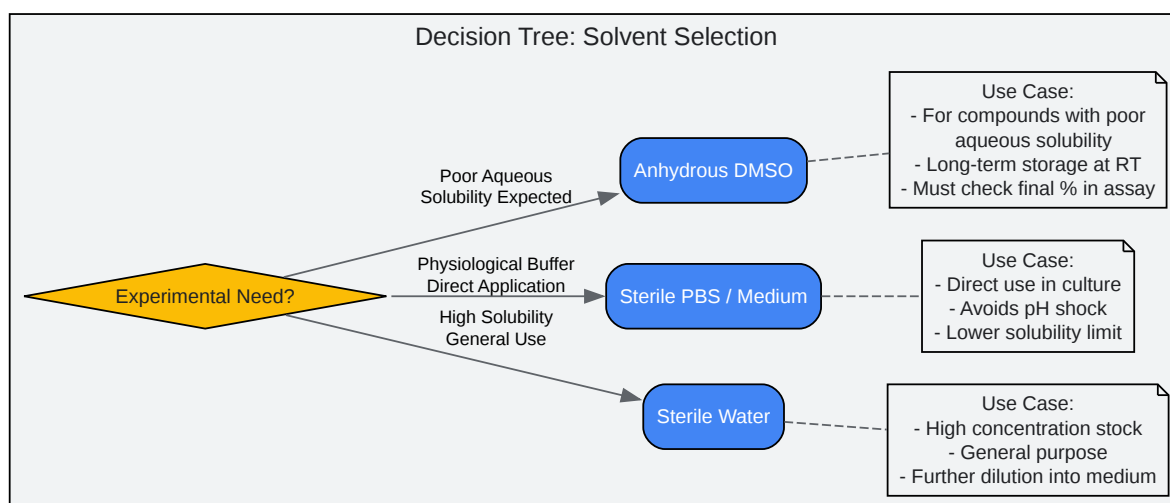 Decision Tree: Solvent Selection
Experimental Need?
Poor Aqueous
Solubility Expected
Anhydrous DMSO
Use Case:
- For compounds with poor
aqueous solubility
- Long-term storage at RT
- Must check final % in assay
Physiological Buffer
Direct Application
Sterile PBS / Medium
Use Case:
- Direct use in culture
- Avoids pH shock
- Lower solubility limit
High Solubility
General Use
Sterile Water
Use Case:
- High concentration stock
- General purpose
- Further dilution into medium